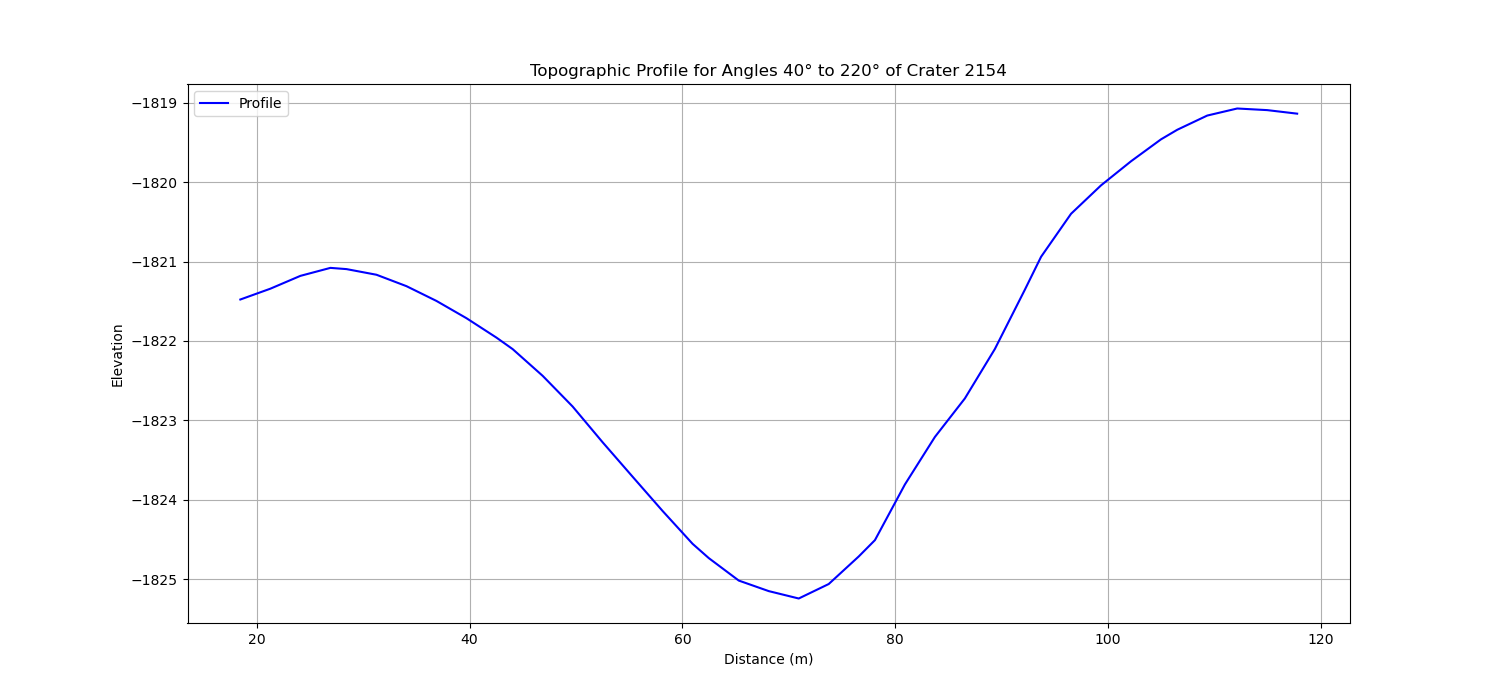 Topographic Profile for Angles 40° to 220° of Crater 2154
Profile
−1819
−1820
−1821
−1822
−1823
−1824
−1825
Elevation
20 40 60 80 100 120
Distance (m)